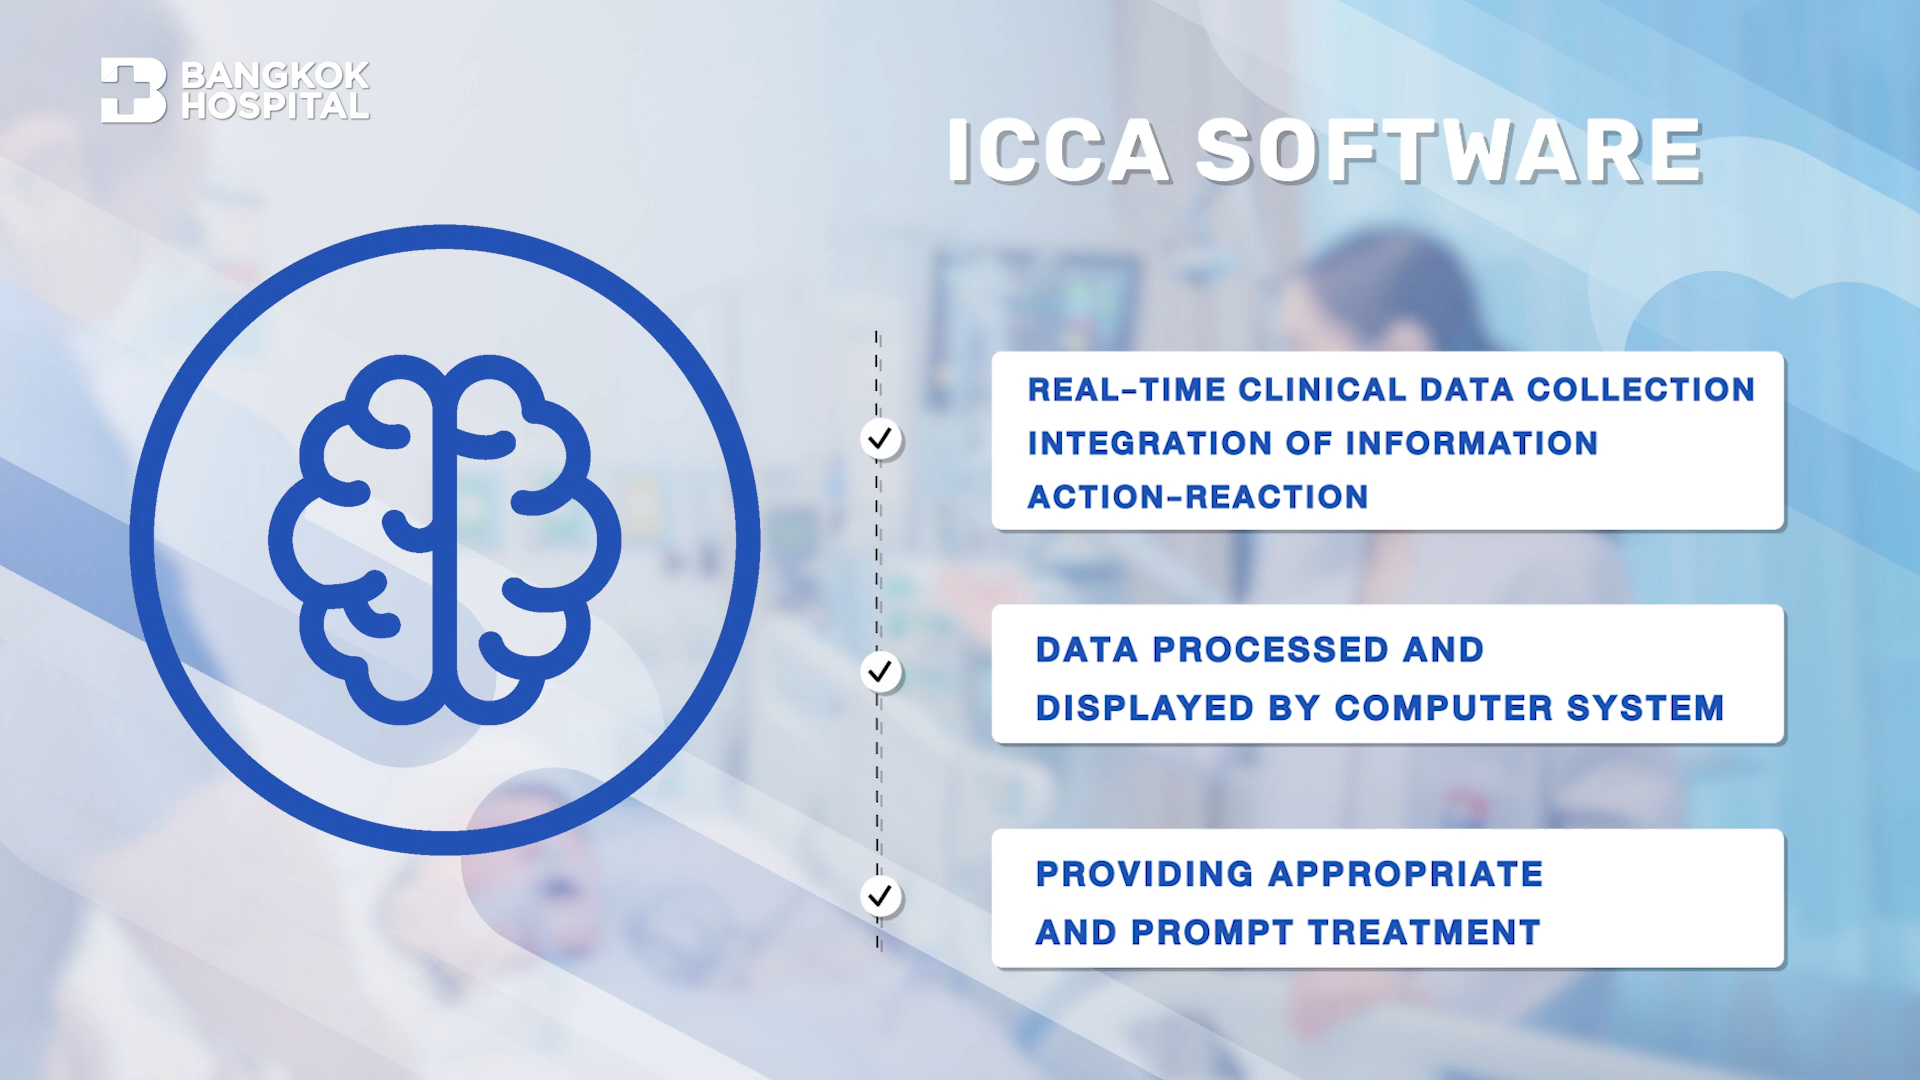 BANGKOK
HOSPITAL
ICCA SOFTWARE
REAL-TIME CLINICAL DATA COLLECTION
INTEGRATION OF INFORMATION
ACTION-REACTION
DATA PROCESSED AND
DISPLAYED BY COMPUTER SYSTEM
PROVIDING APPROPRIATE
AND PROMPT TREATMENT